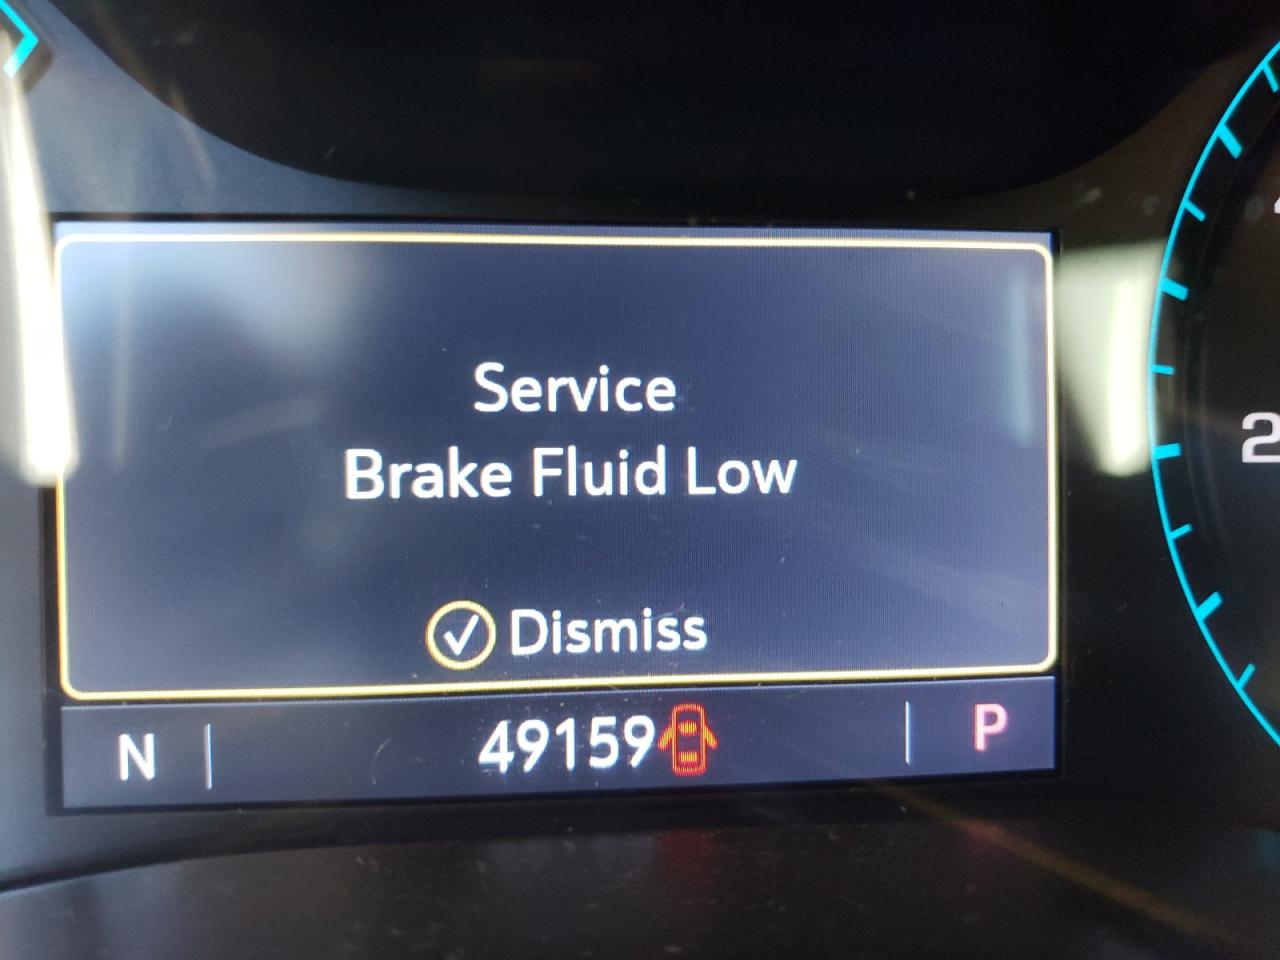 Service
Brake Fluid Low
Dismiss
N 49159 P
2